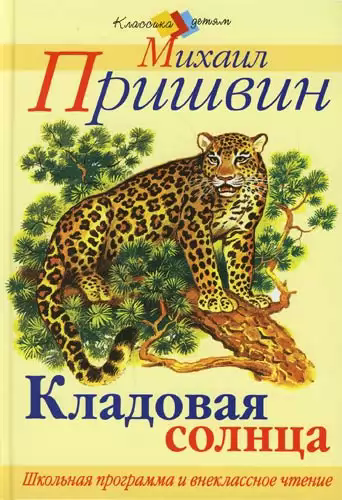 Классика детям
Михаил
Пришвин
Кладовая
солнца
Школьная программа и внеклассное чтение